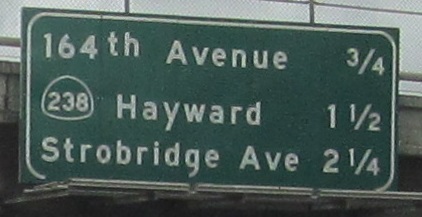 164th Avenue 3/4
238 Hayward 1 1/2
Strobridge Ave 2 1/4